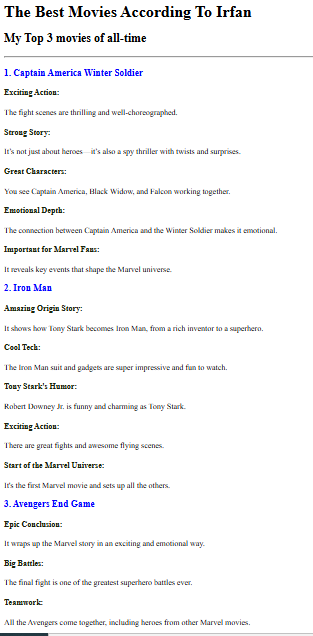 The Best Movies According To Irfan
My Top 3 movies of all-time
1. Captain America Winter Soldier
Exciting Action:
The fight scenes are thrilling and well-choreographed.
Strong Story:
It's not just about heroes—it's also a spy thriller with twists and surprises.
Great Characters:
You see Captain America, Black Widow, and Falcon working together.
Emotional Depth:
The connection between Captain America and the Winter Soldier makes it emotional.
Important for Marvel Fans:
It reveals key events that shape the Marvel universe.
2. Iron Man
Amazing Origin Story:
It shows how Tony Stark becomes Iron Man, from a rich inventor to a superhero.
Cool Tech:
The Iron Man suit and gadgets are super impressive and fun to watch.
Tony Stark's Humor:
Robert Downey Jr. is funny and charming as Tony Stark.
Exciting Action:
There are great fights and awesome flying scenes.
Start of the Marvel Universe:
It's the first Marvel movie and sets up all the others.
3. Avengers End Game
Epic Conclusion:
It wraps up the Marvel story in an exciting and emotional way.
Big Battles:
The final fight is one of the greatest superhero battles ever.
Teamwork:
All the Avengers come together, including heroes from other Marvel movies.